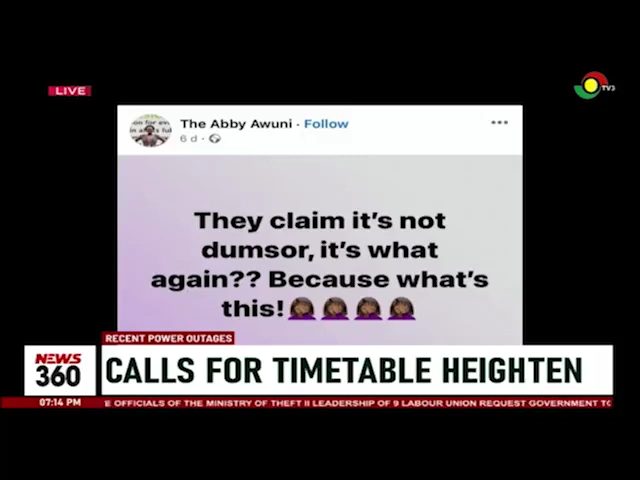 LIVE
TV3
The Abby Awuni · Follow
6 d ·
They claim it's not
dumsor, it's what
again?? Because what's
this!🤦🏾‍♀️🤦🏾‍♀️🤦🏾‍♀️🤦🏾‍♀️
RECENT POWER OUTAGES
NEWS
360
CALLS FOR TIMETABLE HEIGHTEN
07:14 PM
E OFFICIALS OF THE MINISTRY OF THEFT II LEADERSHIP OF 9 LABOUR UNION REQUEST GOVERNMENT TO